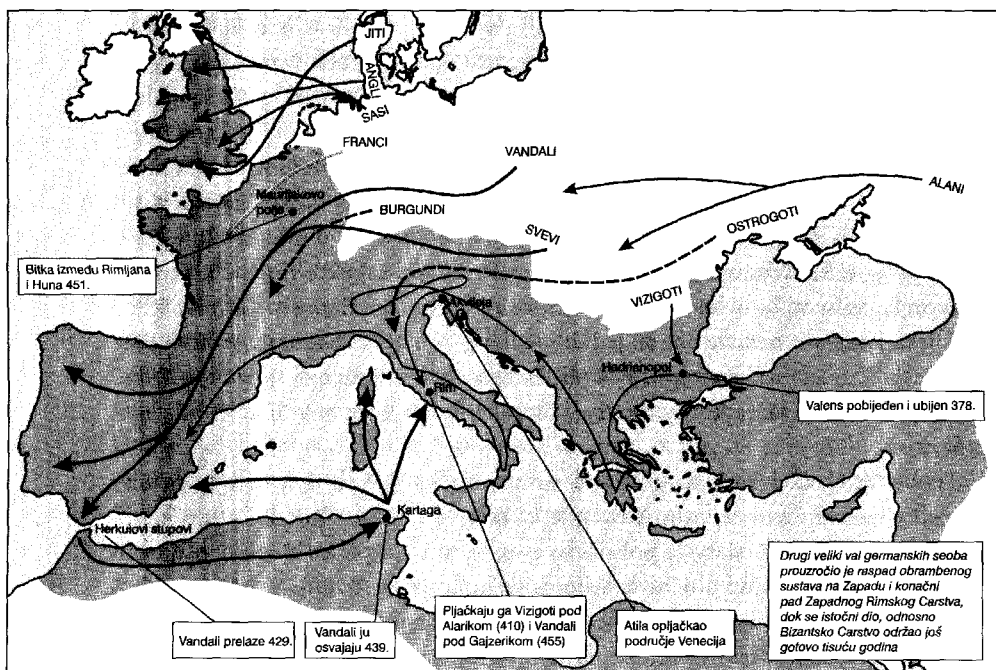 JITI
ANGLI
SASI
FRANCI
VANDALI
ALANI
BURGUNDI
OSTROGOTI
SVEVI
VIZIGOTI
polje
Bitka između Rimljana
i Huna 451.
Hadrianopol
Rim
Valens pobijeđen i ubijen 378.
Kartaga
Herkulovi stupovi
Vandali prelaze 429.
Vandali ju
osvajaju 439.
Pljačkaju ga Vizigoti pod
Alarikom (410) i Vandali
pod Gajzerikom (455)
Atila opljačkao
područje Venecija
Drugi veliki val germanskih seoba
prouzročio je raspad obrambenog
sustava na Zapadu i konačni
pad Zapadnog Rimskog Carstva,
dok se istočni dio, odnosno
Bizantsko Carstvo održao još
gotovo tisuću godina